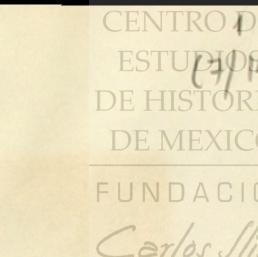 CENTRO D
ESTUDIOS
DE HISTOR
DE MEXICO
FUNDACIO
Carlos Sli